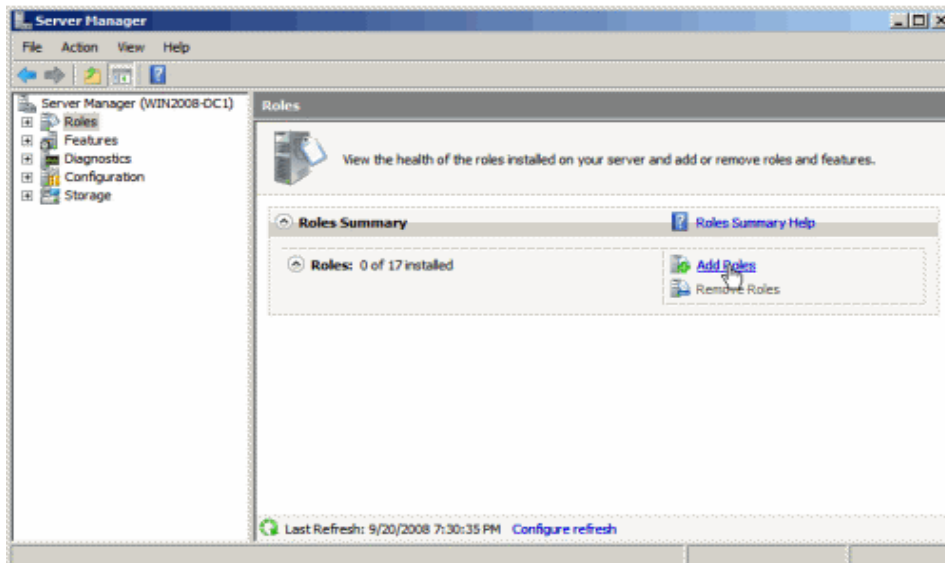 Server Manager
File Action View Help
Server Manager (WIN2008-DC1)
Roles
Features
Diagnostics
Configuration
Storage
Roles
View the health of the roles installed on your server and add or remove roles and features.
Roles Summary
Roles Summary Help
Roles: 0 of 17 installed
Add Roles
Remove Roles
Last Refresh: 9/20/2008 7:30:35 PM Configure refresh